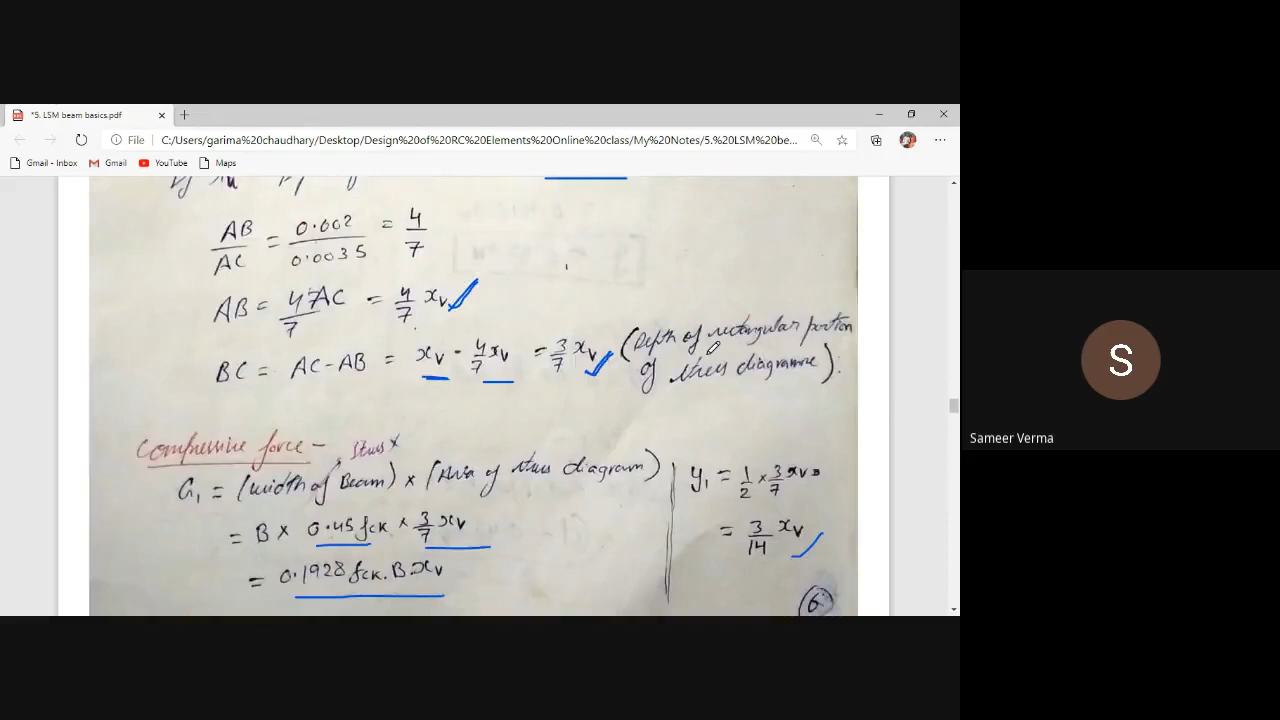 *5. LSM beam basics.pdf
File C:/Users/garima%20chaudhary/Desktop/Design%20of%20RC%20Elements%20Online%20class/My%20Notes/5.%20LSM%20be...
Gmail - Inbox Gmail YouTube Maps
AB/AC = 0.002/0.0035 = 4/7
AB = 4/7 AC = 4/7 xv
BC = AC-AB = xv - 4/7 xv = 3/7 xv (Depth of rectangular portion
of stress diagramme).
Compressive force - Stress x
C1 = (width of Beam) x (Area of stress diagram)
= B x 0.45 fck x 3/7 xv
= 0.1928 fck.B.xv
y1 = 1/2 x 3/7 xv
= 3/14 xv
6
S
Sameer Verma